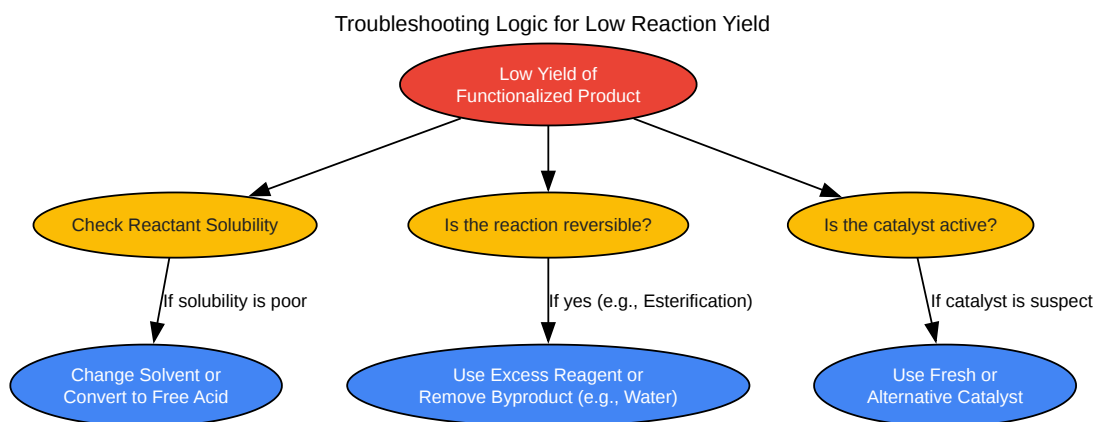 Troubleshooting Logic for Low Reaction Yield
Low Yield of
Functionalized Product
Check Reactant Solubility
Is the reaction reversible?
Is the catalyst active?
If solubility is poor
If yes (e.g., Esterification)
If catalyst is suspect
Change Solvent or
Convert to Free Acid
Use Excess Reagent or
Remove Byproduct (e.g., Water)
Use Fresh or
Alternative Catalyst